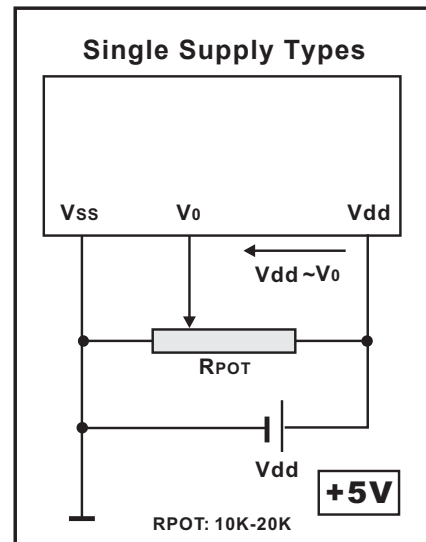 Single Supply Types
Vss V0 Vdd
Vdd ~V0
RPOT
Vdd
+5V
RPOT: 10K-20K